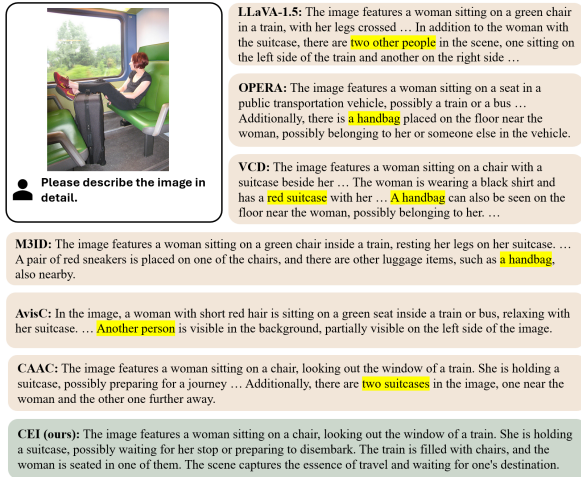 Please describe the image in
detail.
LLaVA-1.5: The image features a woman sitting on a green chair
in a train, with her legs crossed … In addition to the woman with
the suitcase, there are two other people in the scene, one sitting on
the left side of the train and another on the right side …
OPERA: The image features a woman sitting on a seat in a
public transportation vehicle, possibly a train or a bus …
Additionally, there is a handbag placed on the floor near the
woman, possibly belonging to her or someone else in the vehicle.
VCD: The image features a woman sitting on a chair with a
suitcase beside her … The woman is wearing a black shirt and
has a red suitcase with her … A handbag can also be seen on the
floor near the woman, possibly belonging to her. …
M3ID: The image features a woman sitting on a green chair inside a train, resting her legs on her suitcase. …
A pair of red sneakers is placed on one of the chairs, and there are other luggage items, such as a handbag,
also nearby.
AvisC: In the image, a woman with short red hair is sitting on a green seat inside a train or bus, relaxing with
her suitcase. … Another person is visible in the background, partially visible on the left side of the image.
CAAC: The image features a woman sitting on a chair, looking out the window of a train. She is holding a
suitcase, possibly preparing for a journey … Additionally, there are two suitcases in the image, one near the
woman and the other one further away.
CEI (ours): The image features a woman sitting on a chair, looking out the window of a train. She is holding
a suitcase, possibly waiting for her stop or preparing to disembark. The train is filled with chairs, and the
woman is seated in one of them. The scene captures the essence of travel and waiting for one's destination.